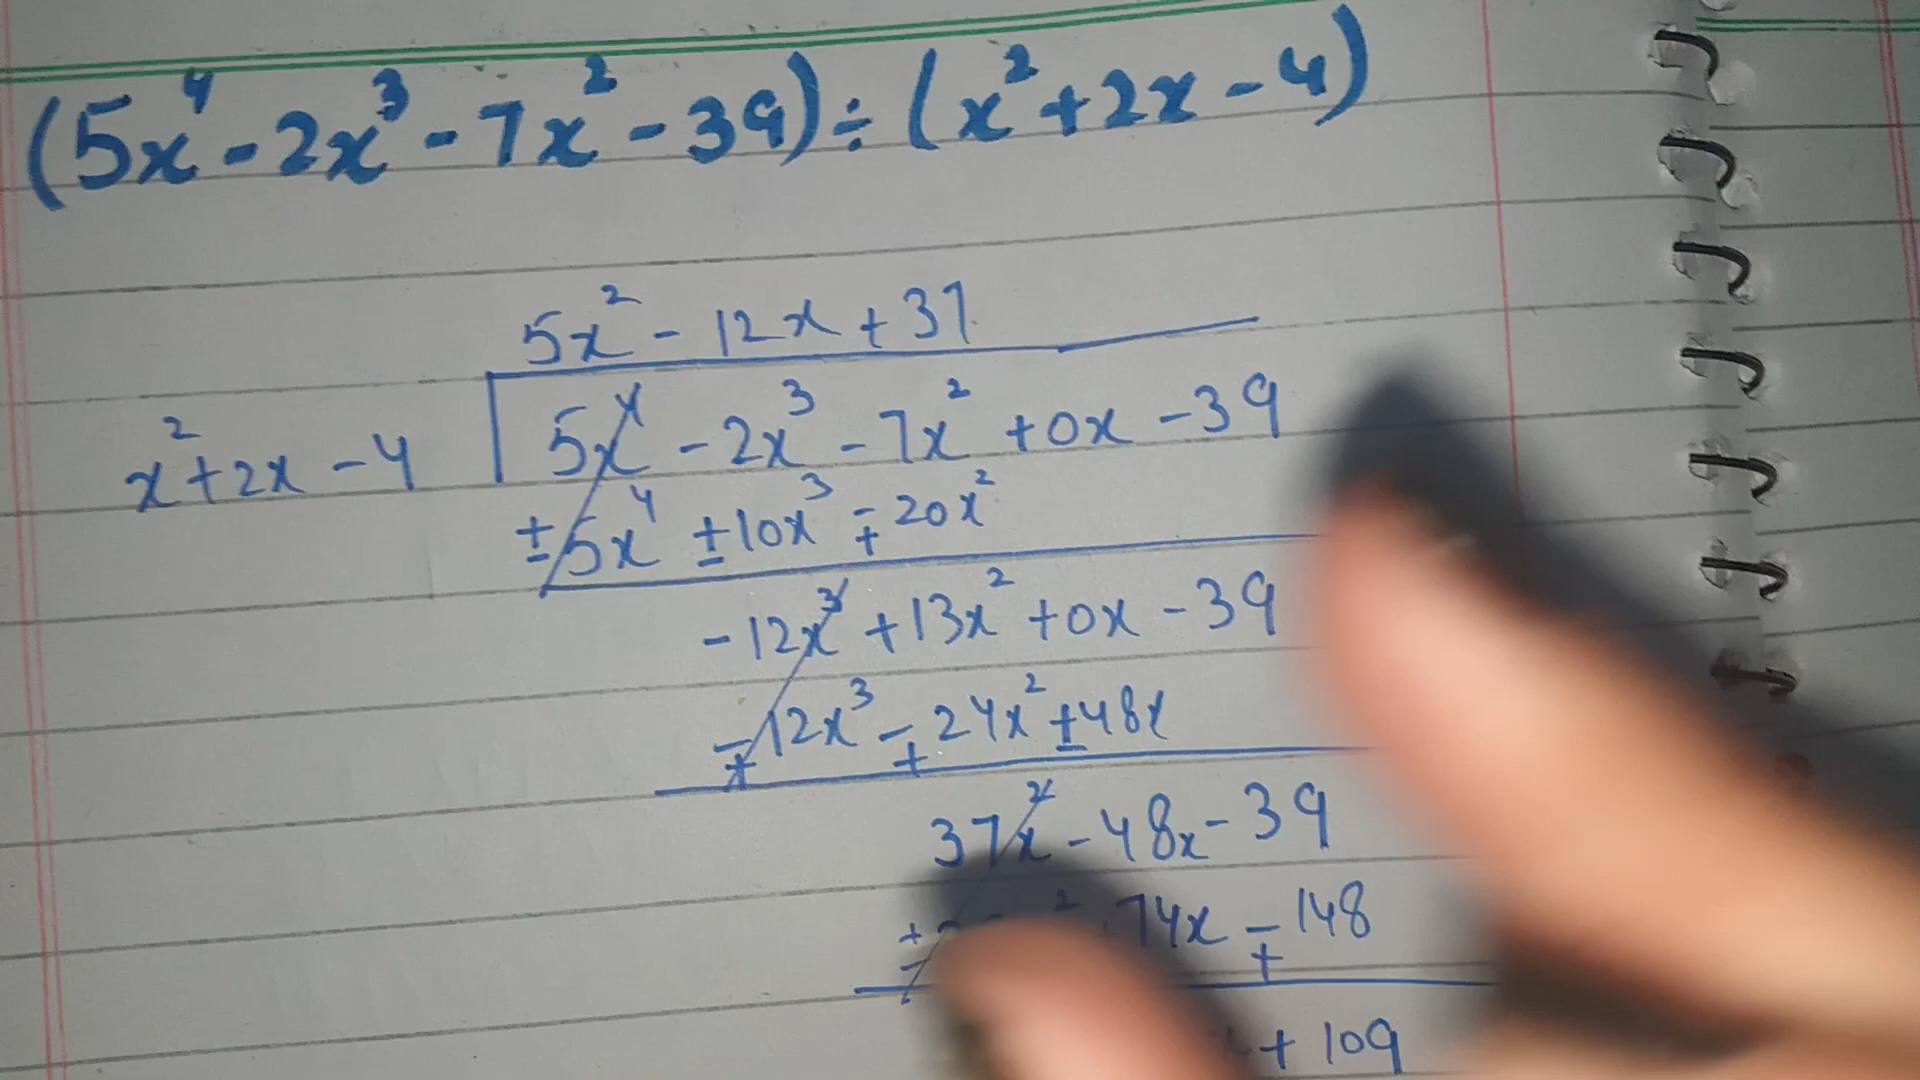 (5x⁴ - 2x³ - 7x² - 39) ÷ (x² + 2x - 4)
5x² - 12x + 37
x² + 2x - 4 5x⁴ - 2x³ - 7x² + 0x - 39
± 5x⁴ ± 10x³ ∓ 20x²
- 12x³ + 13x² + 0x - 39
∓ 12x³ ∓ 24x² ± 48x
37x² - 48x - 39
± ² 74x ∓ 148
+ 109